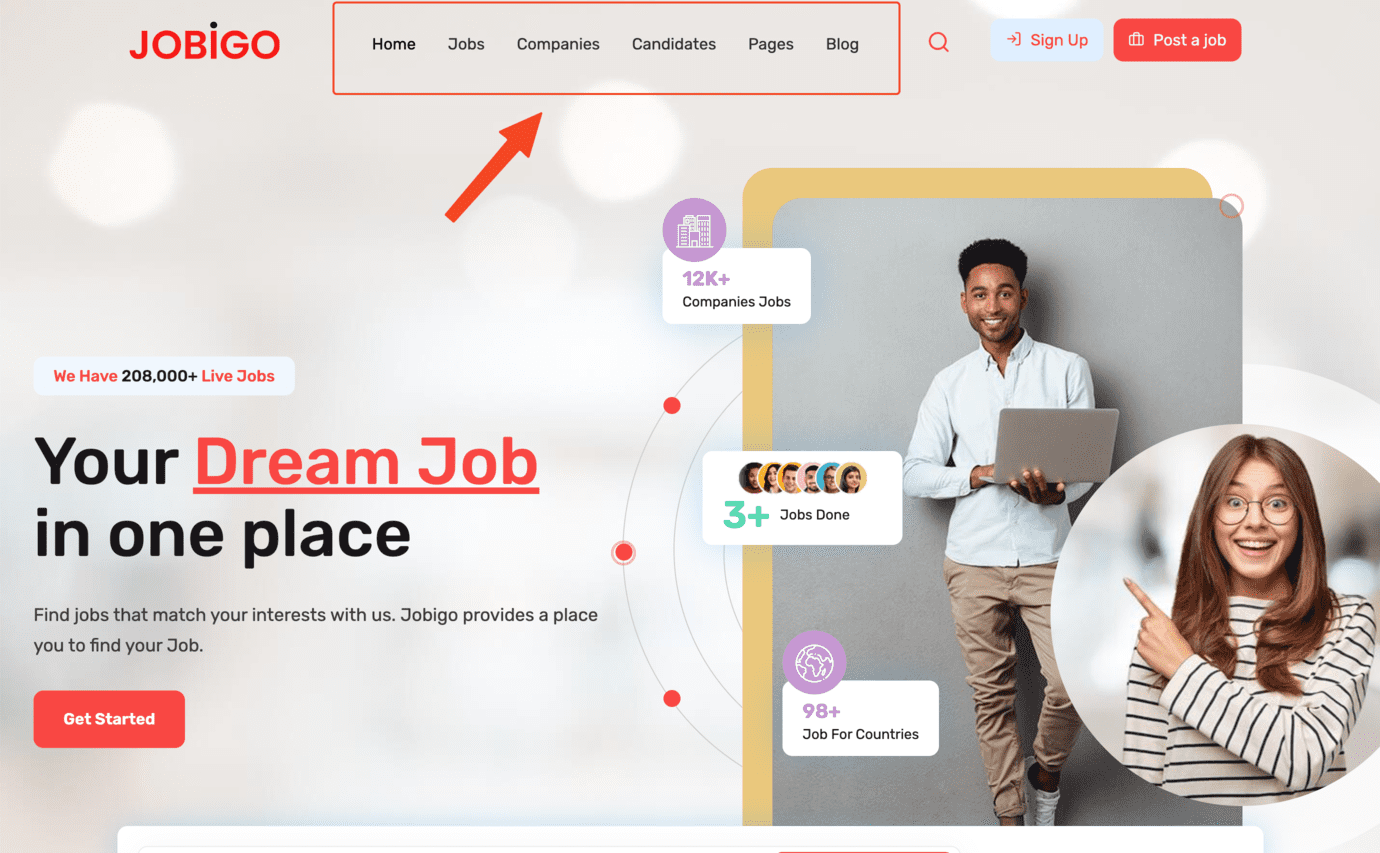 JOBiGO
Home Jobs Companies Candidates Pages Blog
Sign Up
Post a job
12K+
Companies Jobs
We Have 208,000+ Live Jobs
Your Dream Job
in one place
3+ Jobs Done
Find jobs that match your interests with us. Jobigo provides a place
you to find your Job.
Get Started
98+
Job For Countries